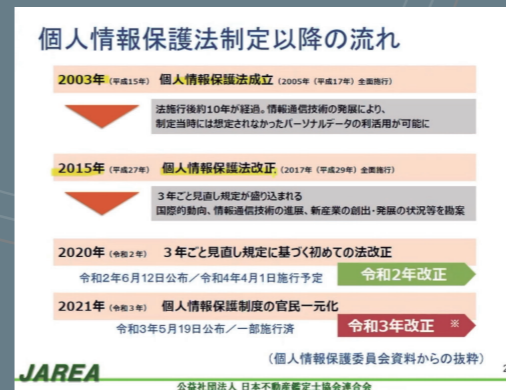 個人情報保護法制定以降の流れ
2003年（平成15年） 個人情報保護法成立（2005年（平成17年）全面施行）
法施行後約10年が経過。情報通信技術の発展により、
制定当時には想定されなかったパーソナルデータの利活用が可能に
2015年（平成27年） 個人情報保護法改正（2017年（平成29年）全面施行）
３年ごと見直し規定が盛り込まれる
国際的動向、情報通信技術の進展、新産業の創出・発展の状況等を勘案
2020年（令和２年） ３年ごと見直し規定に基づく初めての法改正
令和2年6月12日公布／令和4年4月1日施行予定
令和2年改正
2021年（令和３年） 個人情報保護制度の官民一元化
令和3年5月19日公布／一部施行済
令和3年改正 ※
（個人情報保護委員会資料からの抜粋）
2
JAREA
公益社団法人 日本不動産鑑定士協会連合会